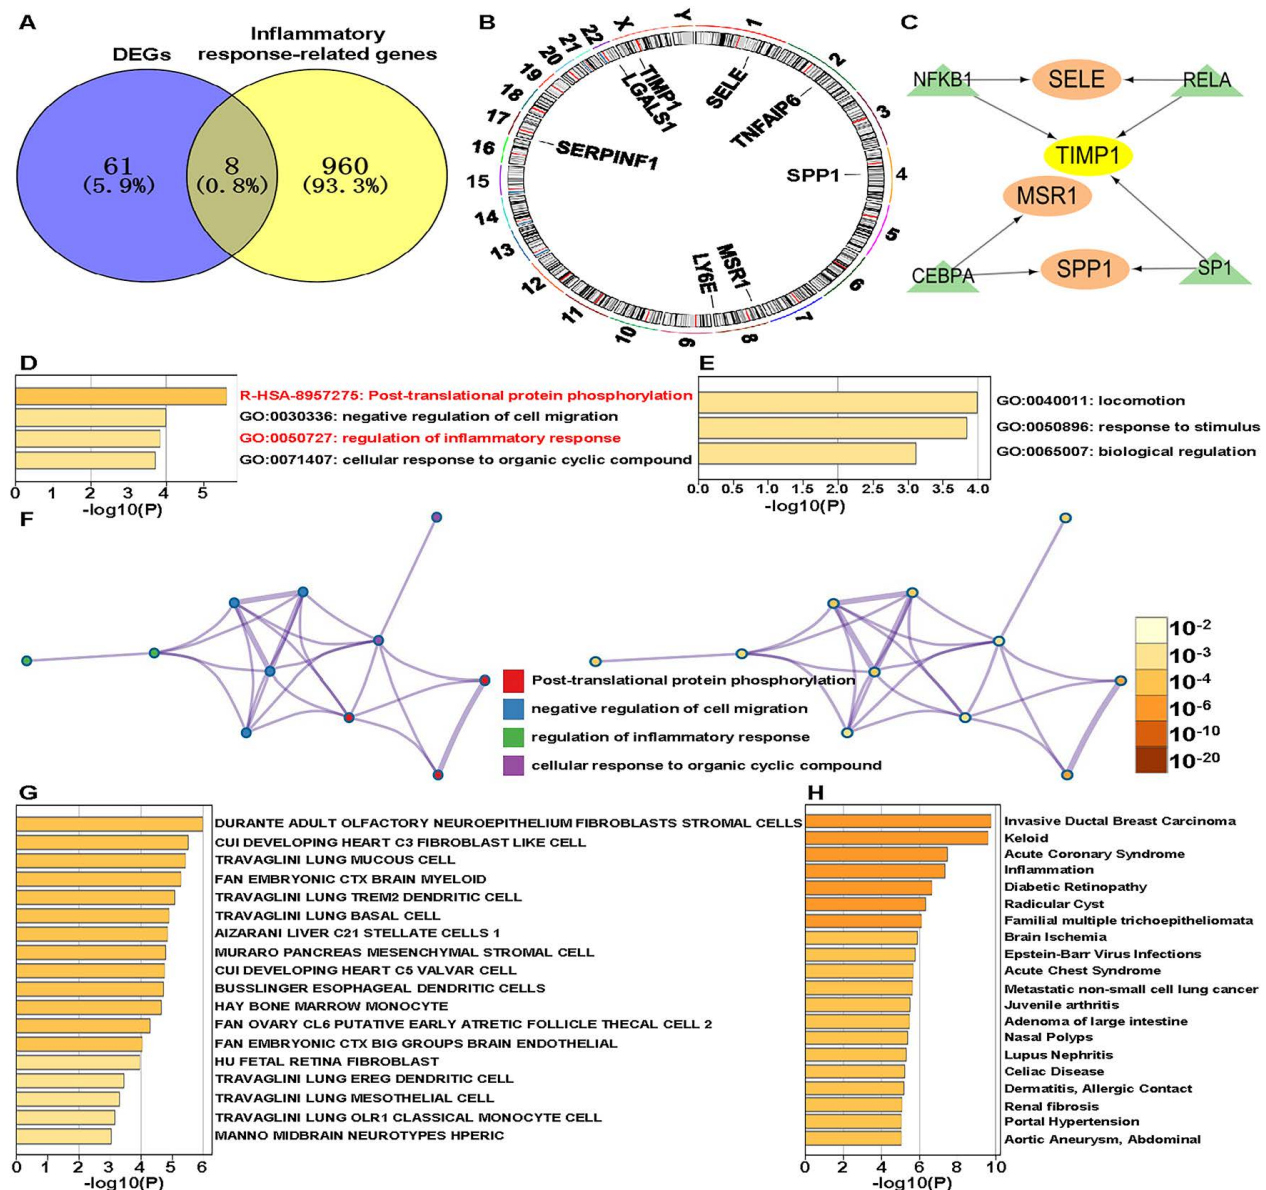 A
DEGs
Inflammatory
response-related genes
61
(5.9%)
8
(0.8%)
960
(93.3%)
B
Y
1
2
3
4
5
6
7
8
9
10
11
12
13
14
15
16
17
18
19
20
21
22
X
TIMP1
LGALS1
SELE
TNFAIP6
SERPINF1
SPP1
MSR1
LY6E
C
NFKB1
SELE
RELA
TIMP1
MSR1
CEBPA
SPP1
SP1
D
R-HSA-8957275: Post-translational protein phosphorylation
GO:0030336: negative regulation of cell migration
GO:0050727: regulation of inflammatory response
GO:0071407: cellular response to organic cyclic compound
0 1 2 3 4 5
-log10(P)
E
GO:0040011: locomotion
GO:0050896: response to stimulus
GO:0065007: biological regulation
0.0 0.5 1.0 1.5 2.0 2.5 3.0 3.5 4.0
-log10(P)
F
Post-translational protein phosphorylation
negative regulation of cell migration
regulation of inflammatory response
cellular response to organic cyclic compound
10-2
10-3
10-4
10-6
10-10
10-20
G
DURANTE ADULT OLFACTORY NEUROEPITHELIUM FIBROBLASTS STROMAL CELLS
CUI DEVELOPING HEART C3 FIBROBLAST LIKE CELL
TRAVAGLINI LUNG MUCOUS CELL
FAN EMBRYONIC CTX BRAIN MYELOID
TRAVAGLINI LUNG TREM2 DENDRITIC CELL
TRAVAGLINI LUNG BASAL CELL
AIZARANI LIVER C21 STELLATE CELLS 1
MURARO PANCREAS MESENCHYMAL STROMAL CELL
CUI DEVELOPING HEART C5 VALVAR CELL
BUSSLINGER ESOPHAGEAL DENDRITIC CELLS
HAY BONE MARROW MONOCYTE
FAN OVARY CL6 PUTATIVE EARLY ATRETIC FOLLICLE THECAL CELL 2
FAN EMBRYONIC CTX BIG GROUPS BRAIN ENDOTHELIAL
HU FETAL RETINA FIBROBLAST
TRAVAGLINI LUNG EREG DENDRITIC CELL
TRAVAGLINI LUNG MESOTHELIAL CELL
TRAVAGLINI LUNG OLR1 CLASSICAL MONOCYTE CELL
MANNO MIDBRAIN NEUROTYPES HPERIC
0 1 2 3 4 5 6
-log10(P)
H
Invasive Ductal Breast Carcinoma
Keloid
Acute Coronary Syndrome
Inflammation
Diabetic Retinopathy
Radicular Cyst
Familial multiple trichoepitheliomata
Brain Ischemia
Epstein-Barr Virus Infections
Acute Chest Syndrome
Metastatic non-small cell lung cancer
Juvenile arthritis
Adenoma of large intestine
Nasal Polyps
Lupus Nephritis
Celiac Disease
Dermatitis, Allergic Contact
Renal fibrosis
Portal Hypertension
Aortic Aneurysm, Abdominal
0 2 4 6 8 10
-log10(P)